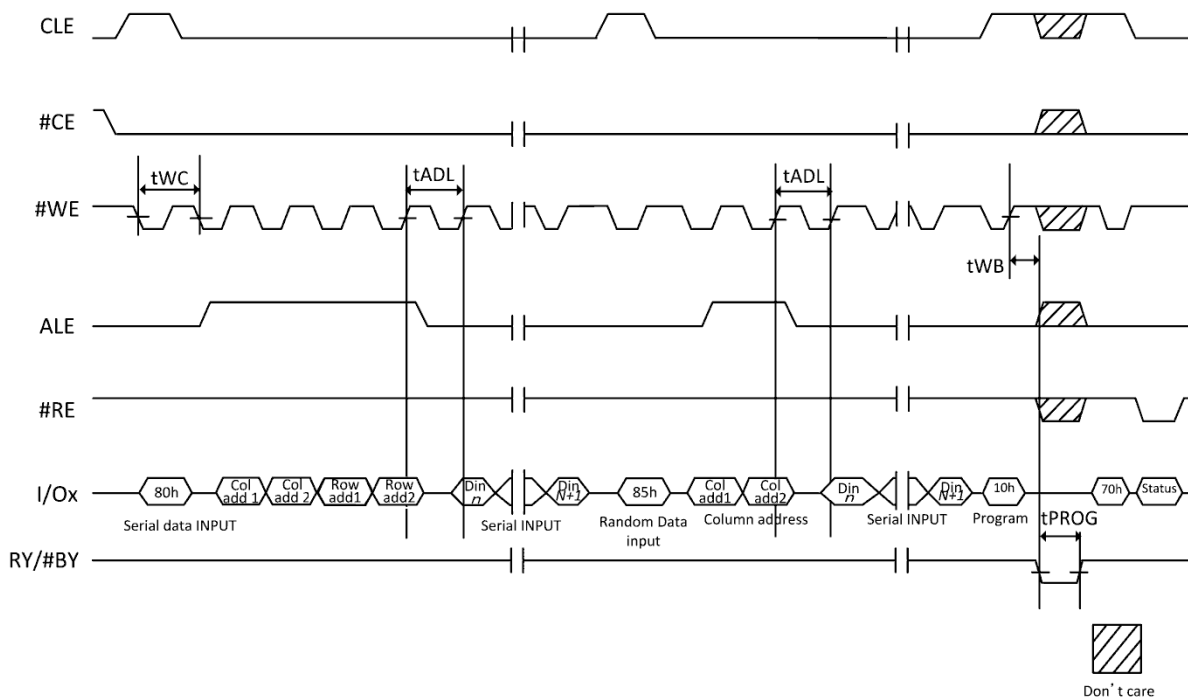 CLE
#CE
tWC
tADL
tADL
#WE
tWB
ALE
#RE
I/Ox
80h
Col
add 1
Col
add 2
Row
add1
Row
add2
Din
n
Din
N+1
85h
Col
add1
Col
add2
Din
n
Din
N+1
10h
70h
Status
Serial data INPUT
Serial INPUT
Random Data
input
Column address
Serial INPUT
Program
tPROG
RY/#BY
Don't care